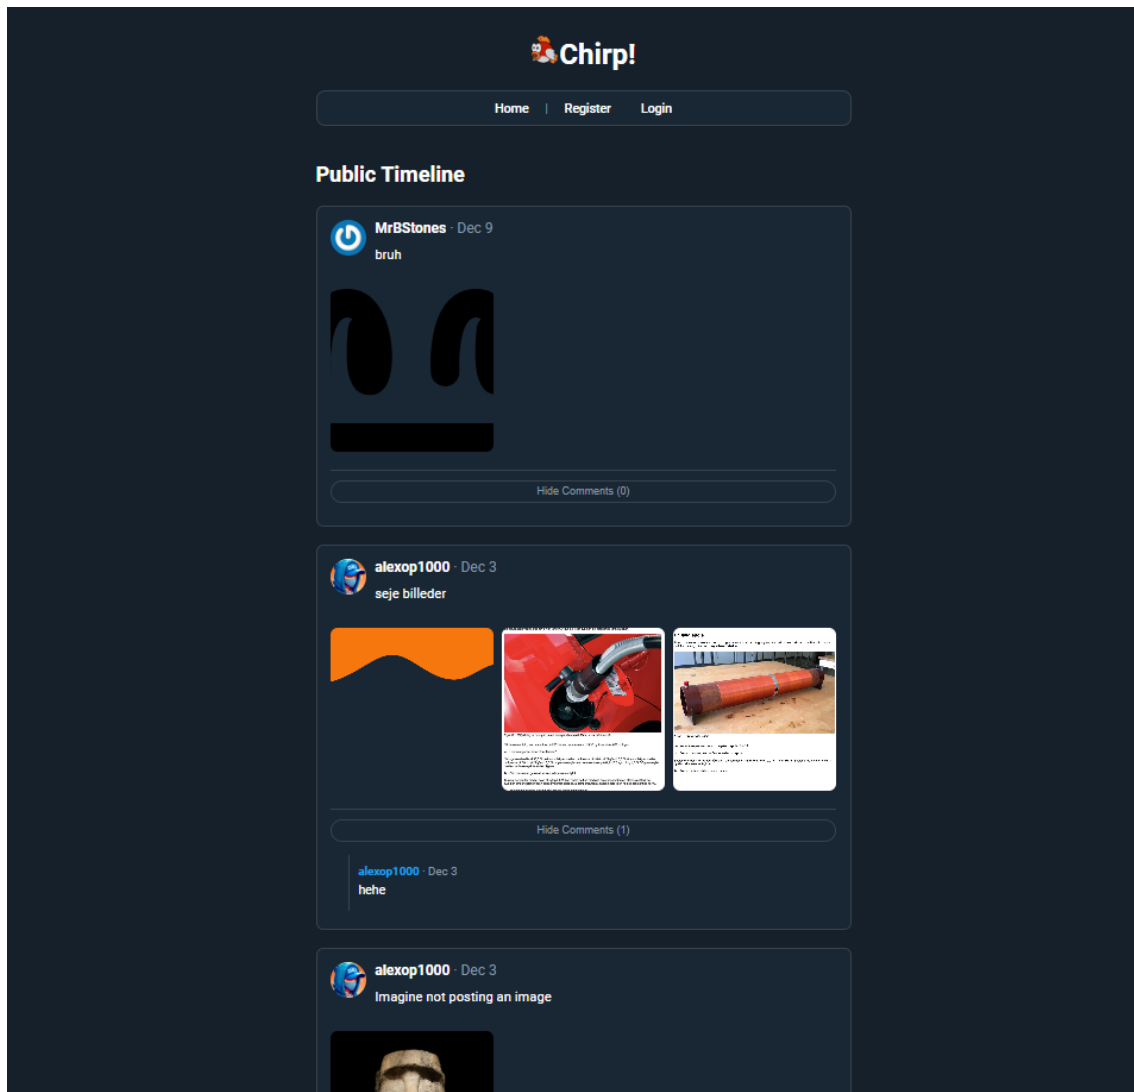 Chirp!
Home | Register Login
Public Timeline
MrBStones · Dec 9
bruh
Hide Comments (0)
alexop1000 · Dec 3
seje billeder
Hide Comments (1)
alexop1000 · Dec 3
hehe
alexop1000 · Dec 3
Imagine not posting an image